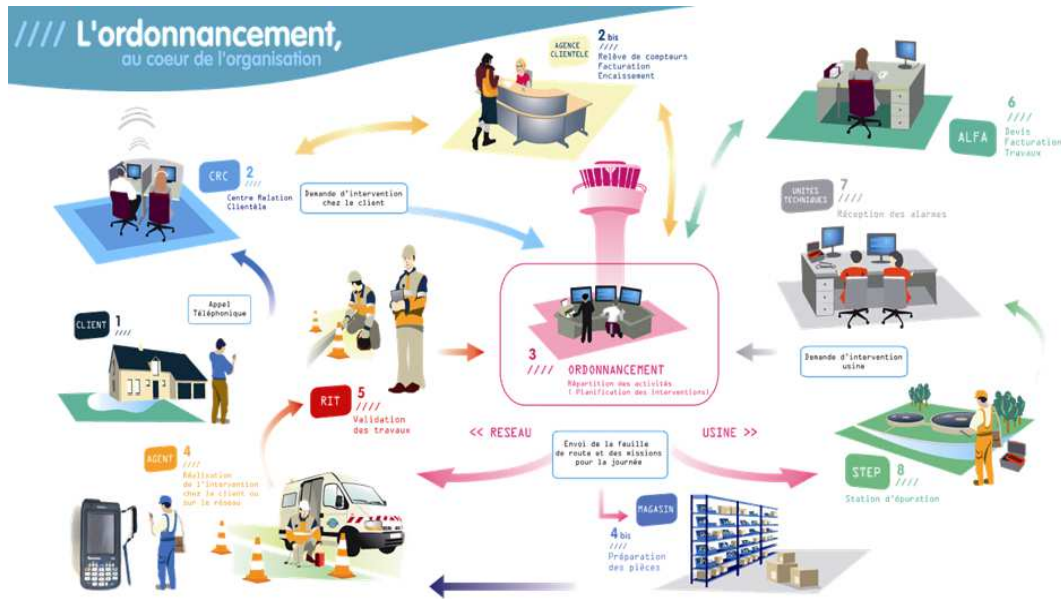 //// L'ordonnancement,
au coeur de l'organisation
AGENCE
CLIENTÈLE
2 bis
////
Relève de compteurs
Facturation
Encaissement
6
////
ALFA
Devis
Facturation
Travaux
CRC
2
////
Centre Relation
Clientèle
Demande d'intervention
chez le client
UNITÉS
TECHNIQUES
7
////
Réception des alarmes
Appel
Téléphonique
CLIENT
1
////
3
////
ORDONNANCEMENT
Répartition des activités
( Planification des interventions)
Demande d'intervention
usine
RIT
5
////
Validation
des travaux
<< RESEAU
USINE >>
Envoi de la feuille
de route et des missions
pour la journée
AGENT
4
////
Réalisation
de l'intervention
chez le client ou
sur le réseau
STEP
8
////
Station d'épuration
MAGASIN
4 bis
////
Préparation
des pièces